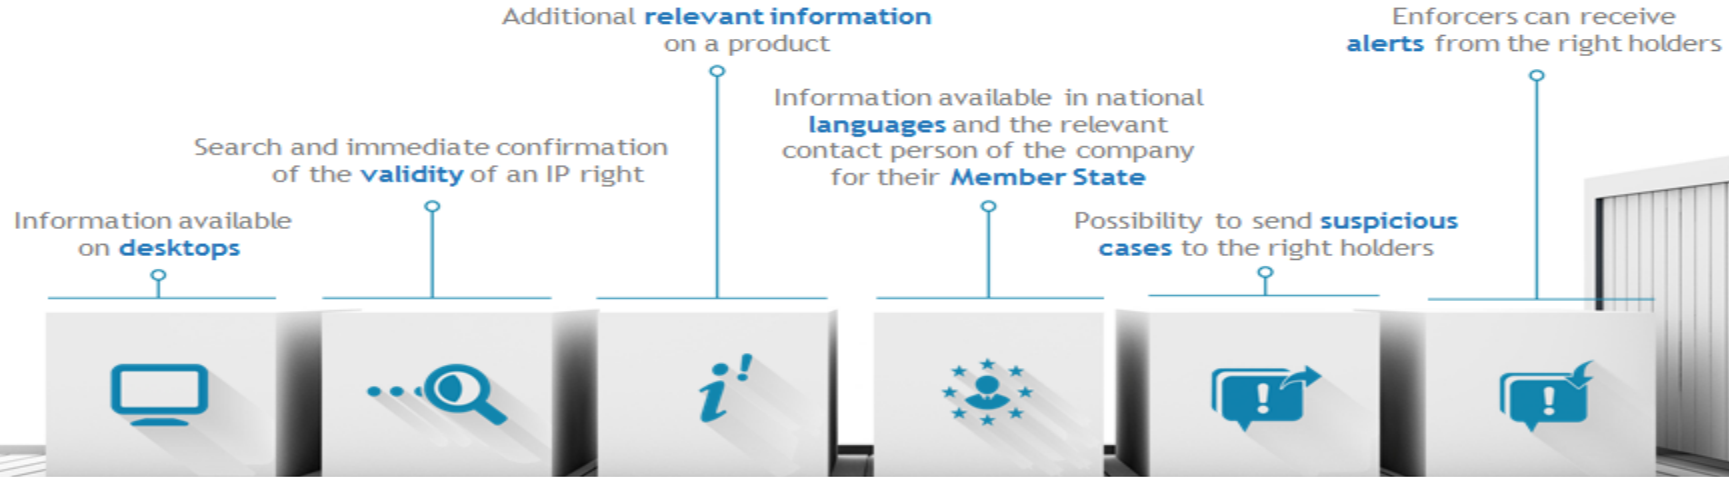 Information available
on desktops
Search and immediate confirmation
of the validity of an IP right
Additional relevant information
on a product
Information available in national
languages and the relevant
contact person of the company
for their Member State
Possibility to send suspicious
cases to the right holders
Enforcers can receive
alerts from the right holders